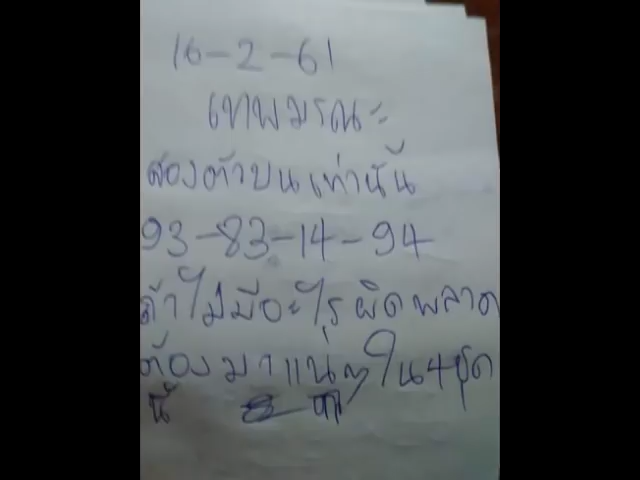 16-2-61
เทพมรณะ
สองตัวบนเท่านั้น
93-83-14-94
ถ้าไม่มีอะไรผิดพลาด
ต้องมาแน่ๆใน4ชุด
นี้